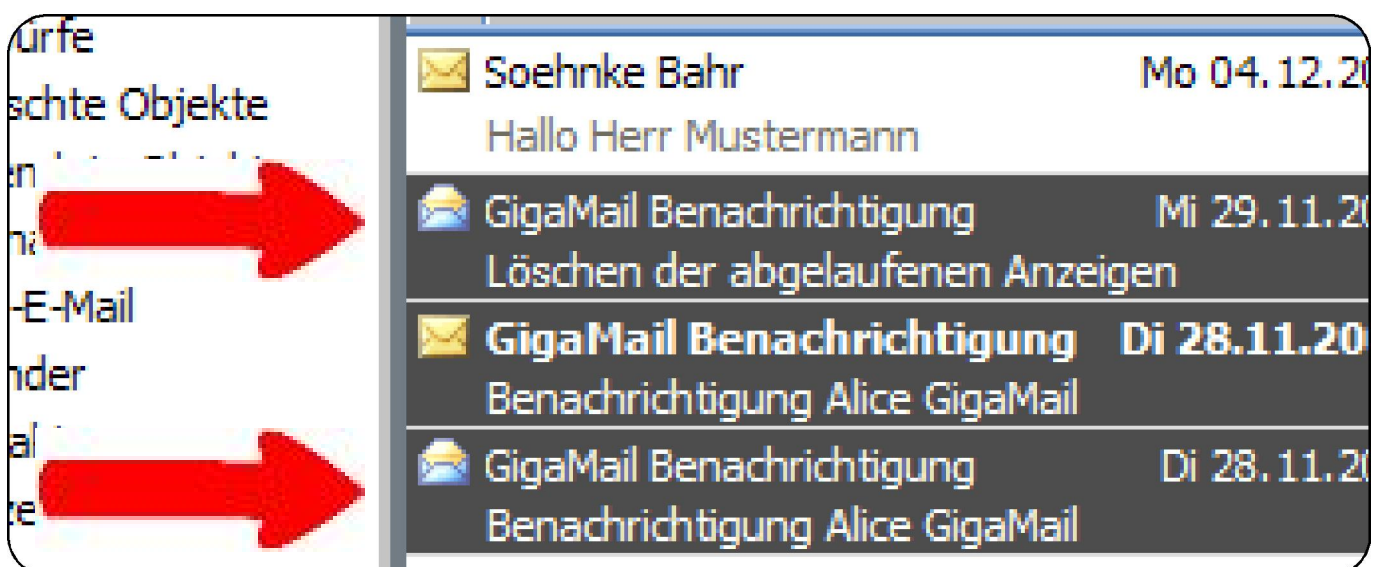 ürfe
schte Objekte
-E-Mail
nder
Soehnke Bahr Mo 04.12.20
Hallo Herr Mustermann
GigaMail Benachrichtigung Mi 29.11.20
Löschen der abgelaufenen Anzeigen
GigaMail Benachrichtigung Di 28.11.20
Benachrichtigung Alice GigaMail
GigaMail Benachrichtigung Di 28.11.20
Benachrichtigung Alice GigaMail